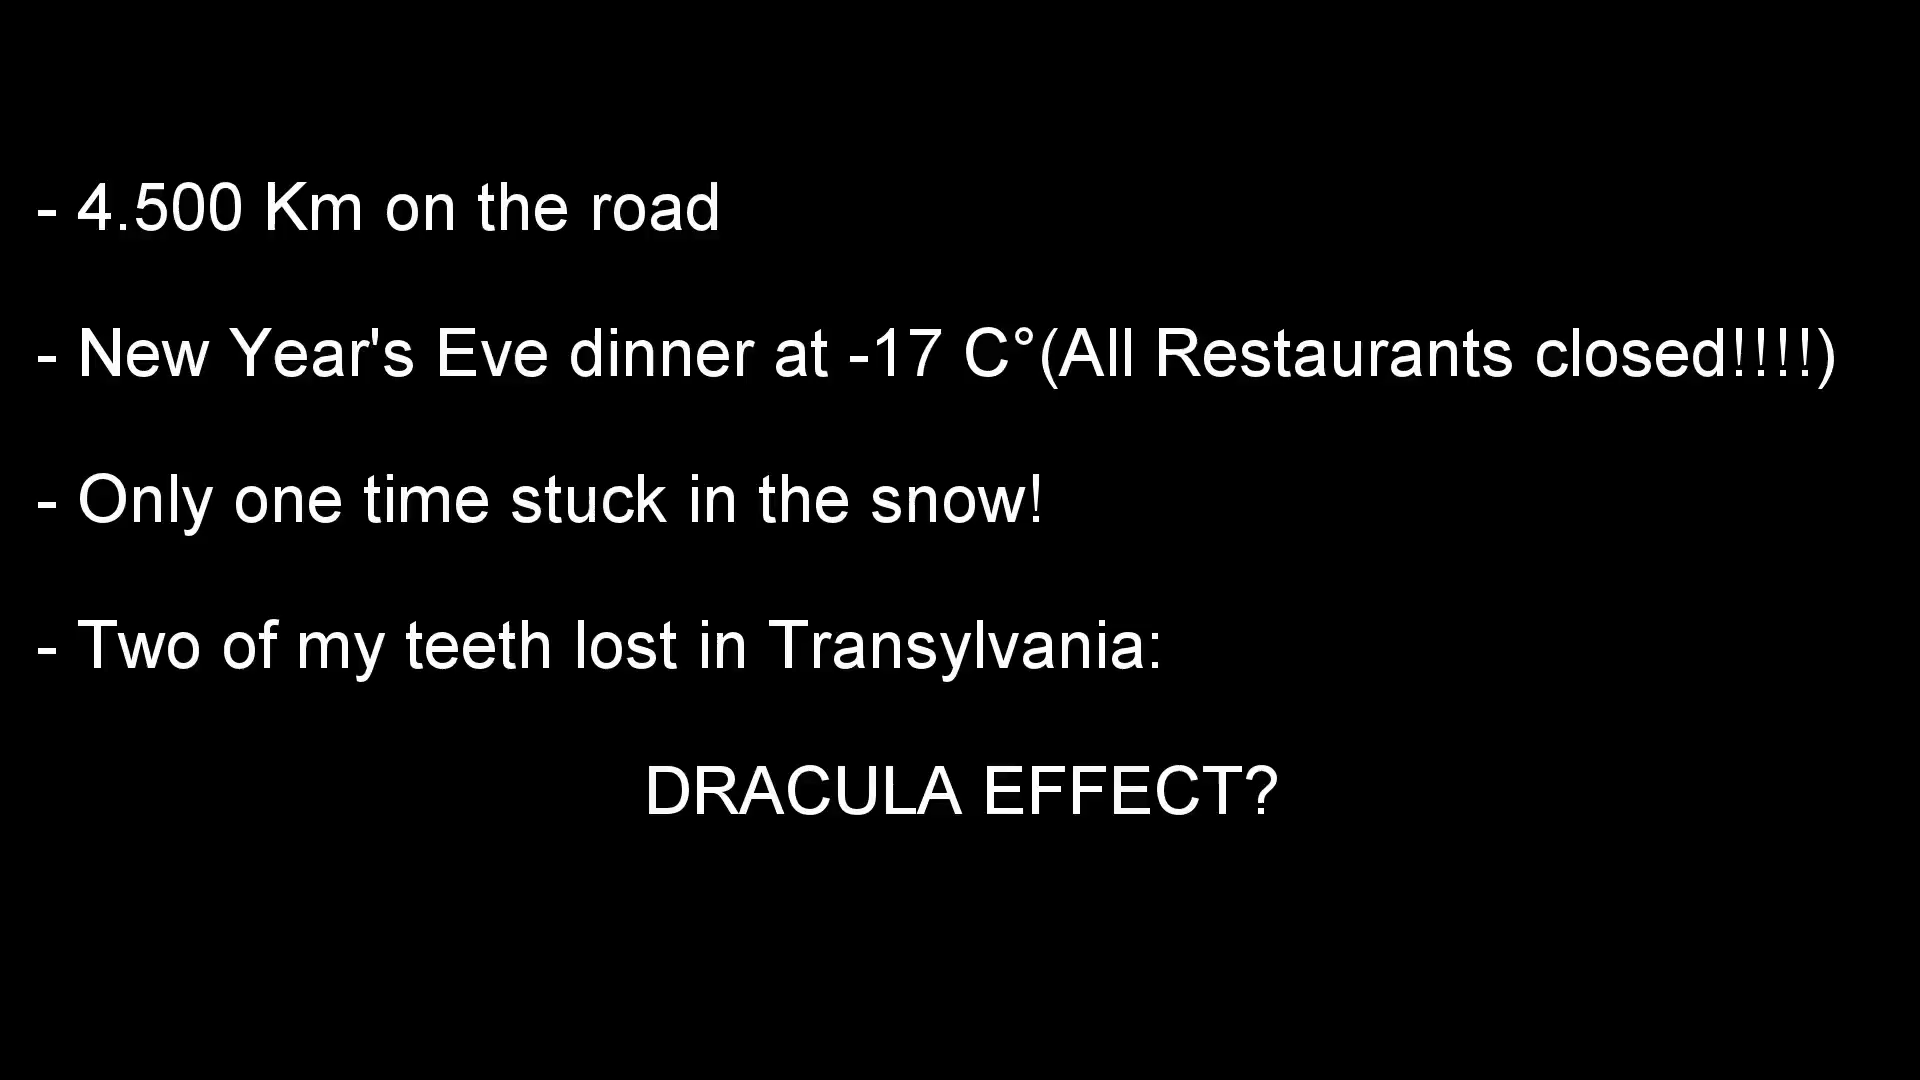 - 4.500 Km on the road
- New Year's Eve dinner at -17 C°(All Restaurants closed!!!!)
- Only one time stuck in the snow!
- Two of my teeth lost in Transylvania:
DRACULA EFFECT?